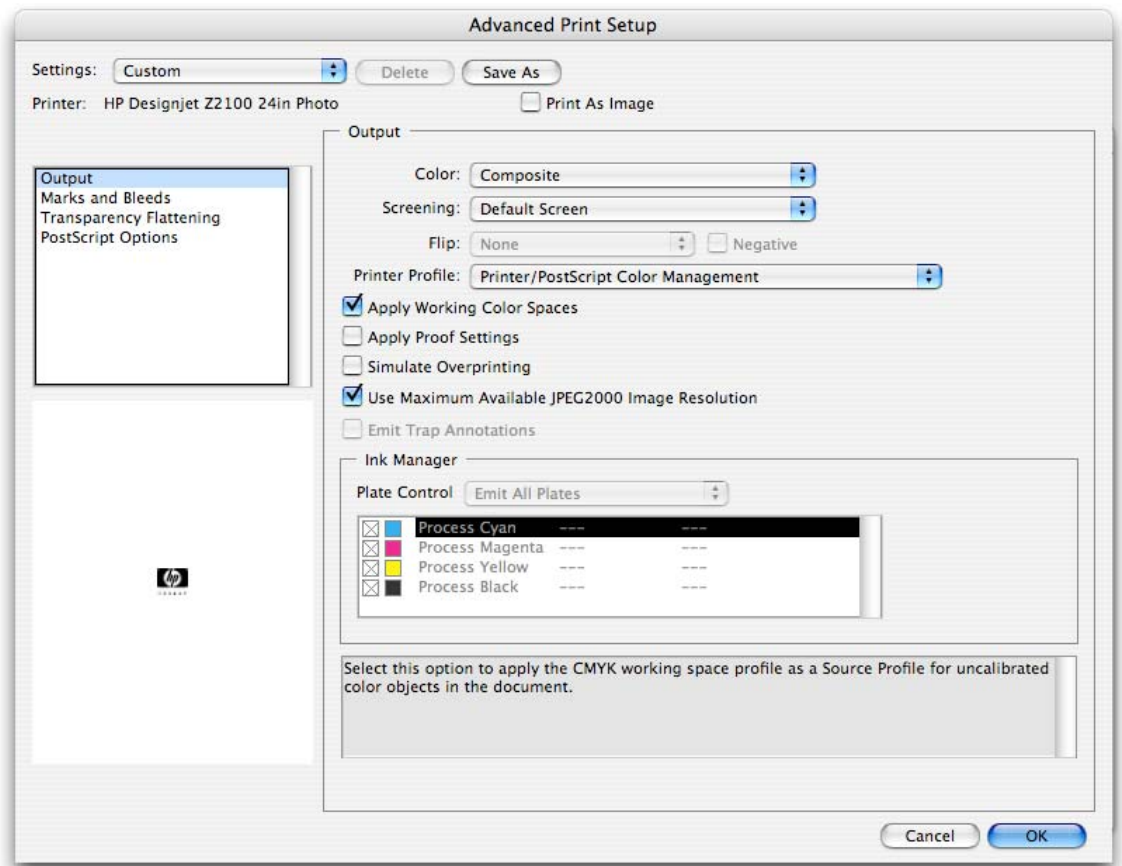 Advanced Print Setup
Settings: Custom Delete Save As
Printer: HP Designjet Z2100 24in Photo Print As Image
Output
Marks and Bleeds
Transparency Flattening
PostScript Options
Output
Color: Composite
Screening: Default Screen
Flip: None Negative
Printer Profile: Printer/PostScript Color Management
Apply Working Color Spaces
Apply Proof Settings
Simulate Overprinting
Use Maximum Available JPEG2000 Image Resolution
Emit Trap Annotations
Ink Manager
Plate Control Emit All Plates
Process Cyan --- ---
Process Magenta --- ---
Process Yellow --- ---
Process Black --- ---
Select this option to apply the CMYK working space profile as a Source Profile for uncalibrated
color objects in the document.
hp
Cancel OK